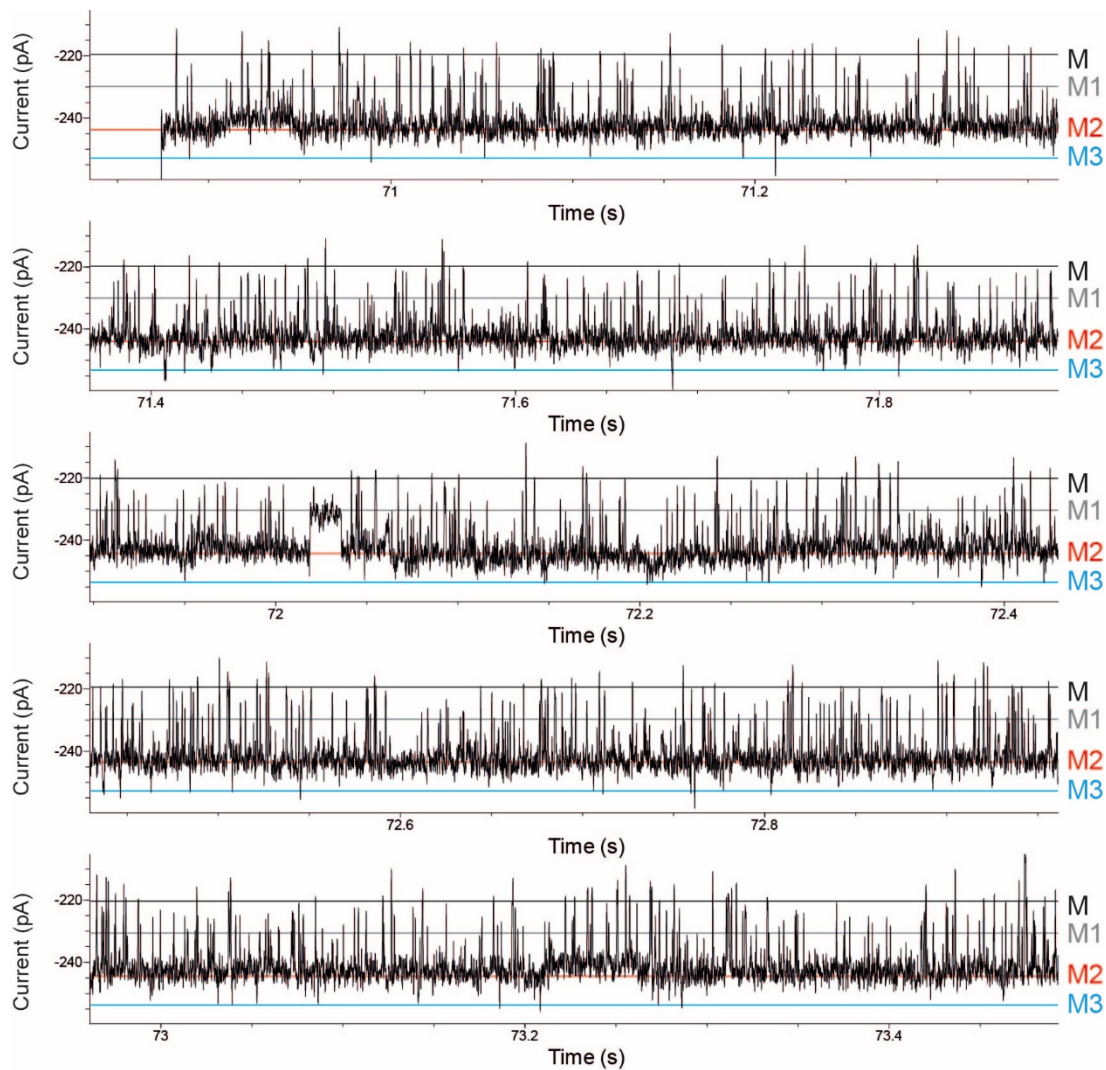 Current (pA)
-220
-240
M
M1
M2
M3
71
71.2
Time (s)
Current (pA)
-220
-240
M
M1
M2
M3
71.4
71.6
71.8
Time (s)
Current (pA)
-220
-240
M
M1
M2
M3
72
72.2
72.4
Time (s)
Current (pA)
-220
-240
M
M1
M2
M3
72.6
72.8
Time (s)
Current (pA)
-220
-240
M
M1
M2
M3
73
73.2
73.4
Time (s)